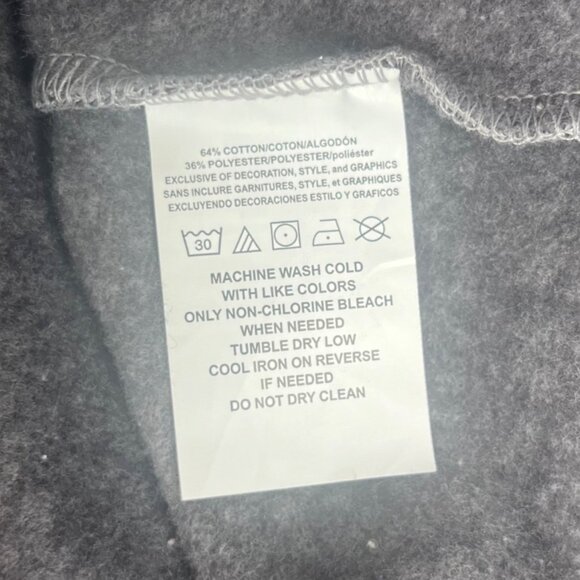 64% COTTON/COTON/ALGODÓN
36% POLYESTER/POLYESTER/poliéster
EXCLUSIVE OF DECORATION, STYLE, and GRAPHICS
SANS INCLURE GARNITURES, STYLE, et GRAPHIQUES
EXCLUYENDO DECORACIONES ESTILO Y GRAFICOS
30
MACHINE WASH COLD
WITH LIKE COLORS
ONLY NON-CHLORINE BLEACH
WHEN NEEDED
TUMBLE DRY LOW
COOL IRON ON REVERSE
IF NEEDED
DO NOT DRY CLEAN